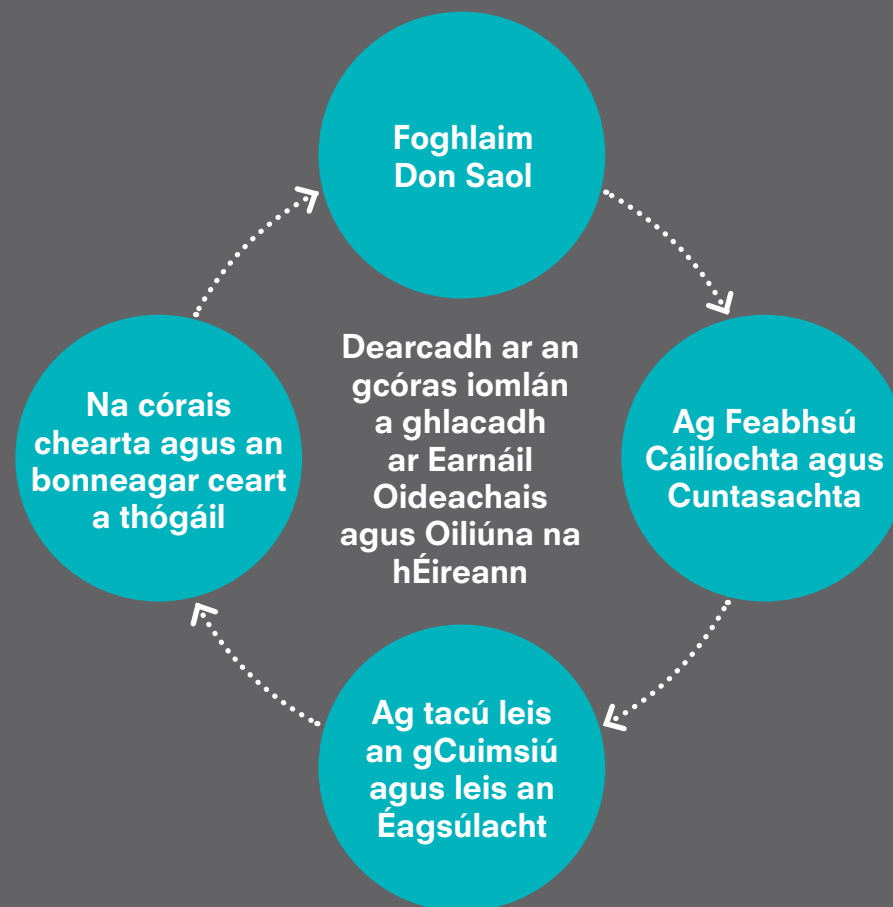 Foghlaim
Don Saol
Dearcadh ar an
gcóras iomlán
a ghlacadh
ar Earnáil
Oideachais
agus Oiliúna na
hÉireann
Na córais
chearta agus an
bonneagar ceart
a thógáil
Ag Feabhsú
Cáilíochta agus
Cuntasachta
Ag tacú leis
an gCuimsiú
agus leis an
Éagsúlacht